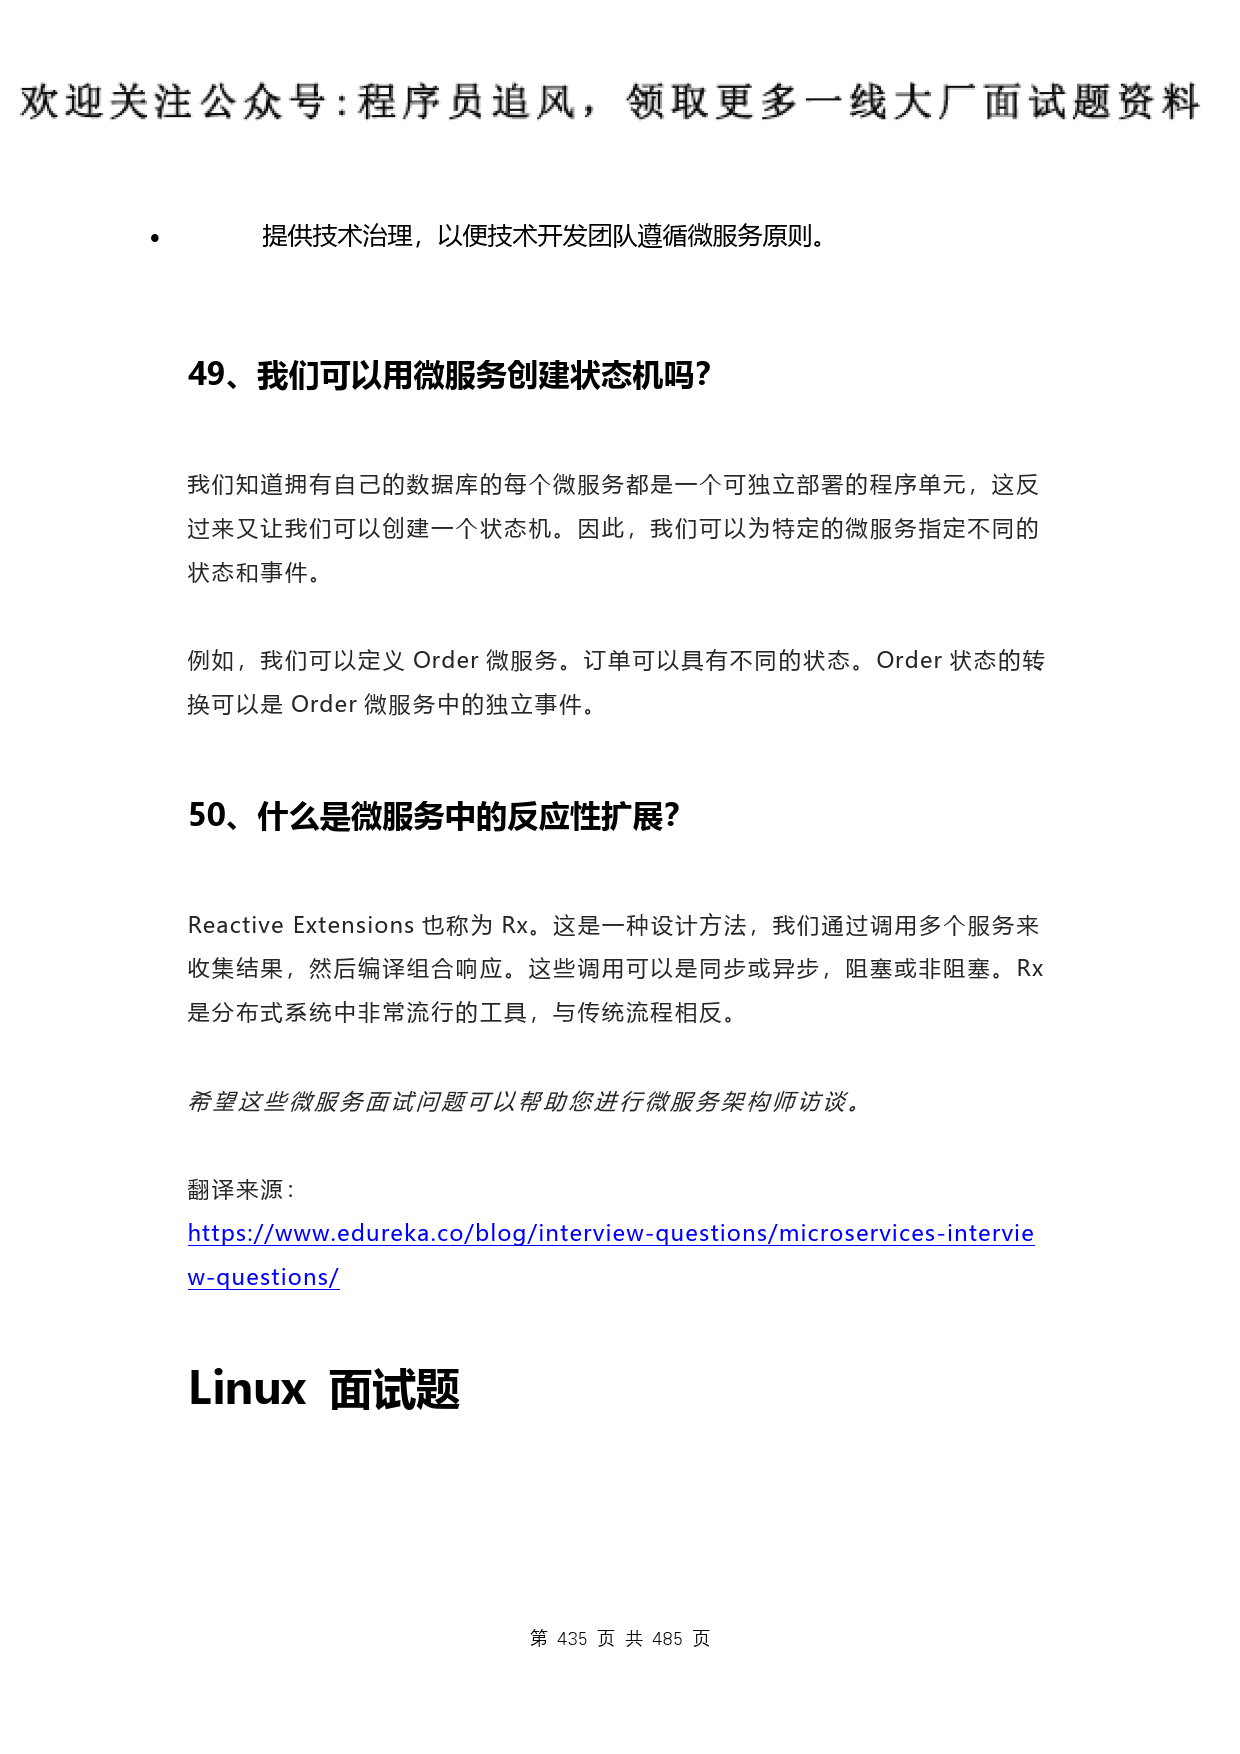 欢迎关注公众号:程序员追风，领取更多一线大厂面试题资料
• 提供技术治理，以便技术开发团队遵循微服务原则。
49、我们可以用微服务创建状态机吗？
我们知道拥有自己的数据库的每个微服务都是一个可独立部署的程序单元，这反
过来又让我们可以创建一个状态机。因此，我们可以为特定的微服务指定不同的
状态和事件。
例如，我们可以定义 Order 微服务。订单可以具有不同的状态。Order 状态的转
换可以是 Order 微服务中的独立事件。
50、什么是微服务中的反应性扩展？
Reactive Extensions 也称为 Rx。这是一种设计方法，我们通过调用多个服务来
收集结果，然后编译组合响应。这些调用可以是同步或异步，阻塞或非阻塞。Rx
是分布式系统中非常流行的工具，与传统流程相反。
希望这些微服务面试问题可以帮助您进行微服务架构师访谈。
翻译来源：
https://www.edureka.co/blog/interview-questions/microservices-intervie
w-questions/
Linux 面试题
第 435 页 共 485 页